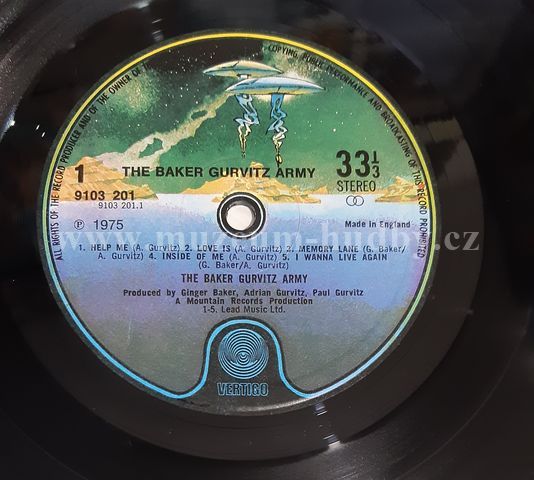 ALL RIGHTS OF THE RECORD PRODUCER AND OF THE OWNER OF
COPYING, PUBLIC PERFORMANCE AND BROADCASTING OF THIS RECORD PROHIBITED
1 THE BAKER GURVITZ ARMY 33⅓
9103 201 STEREO
9103 201.1
Ⓟ 1975 Made in England
1. HELP ME (A. Gurvitz) 2. LOVE IS (A. Gurvitz) 3. MEMORY LANE (G. Baker/
A. Gurvitz) 4. INSIDE OF ME (A. Gurvitz) 5. I WANNA LIVE AGAIN
(G. Baker/A. Gurvitz)
THE BAKER GURVITZ ARMY
Produced by Ginger Baker, Adrian Gurvitz, Paul Gurvitz
A Mountain Records Production
1-5. Lead Music Ltd.
VERTIGO